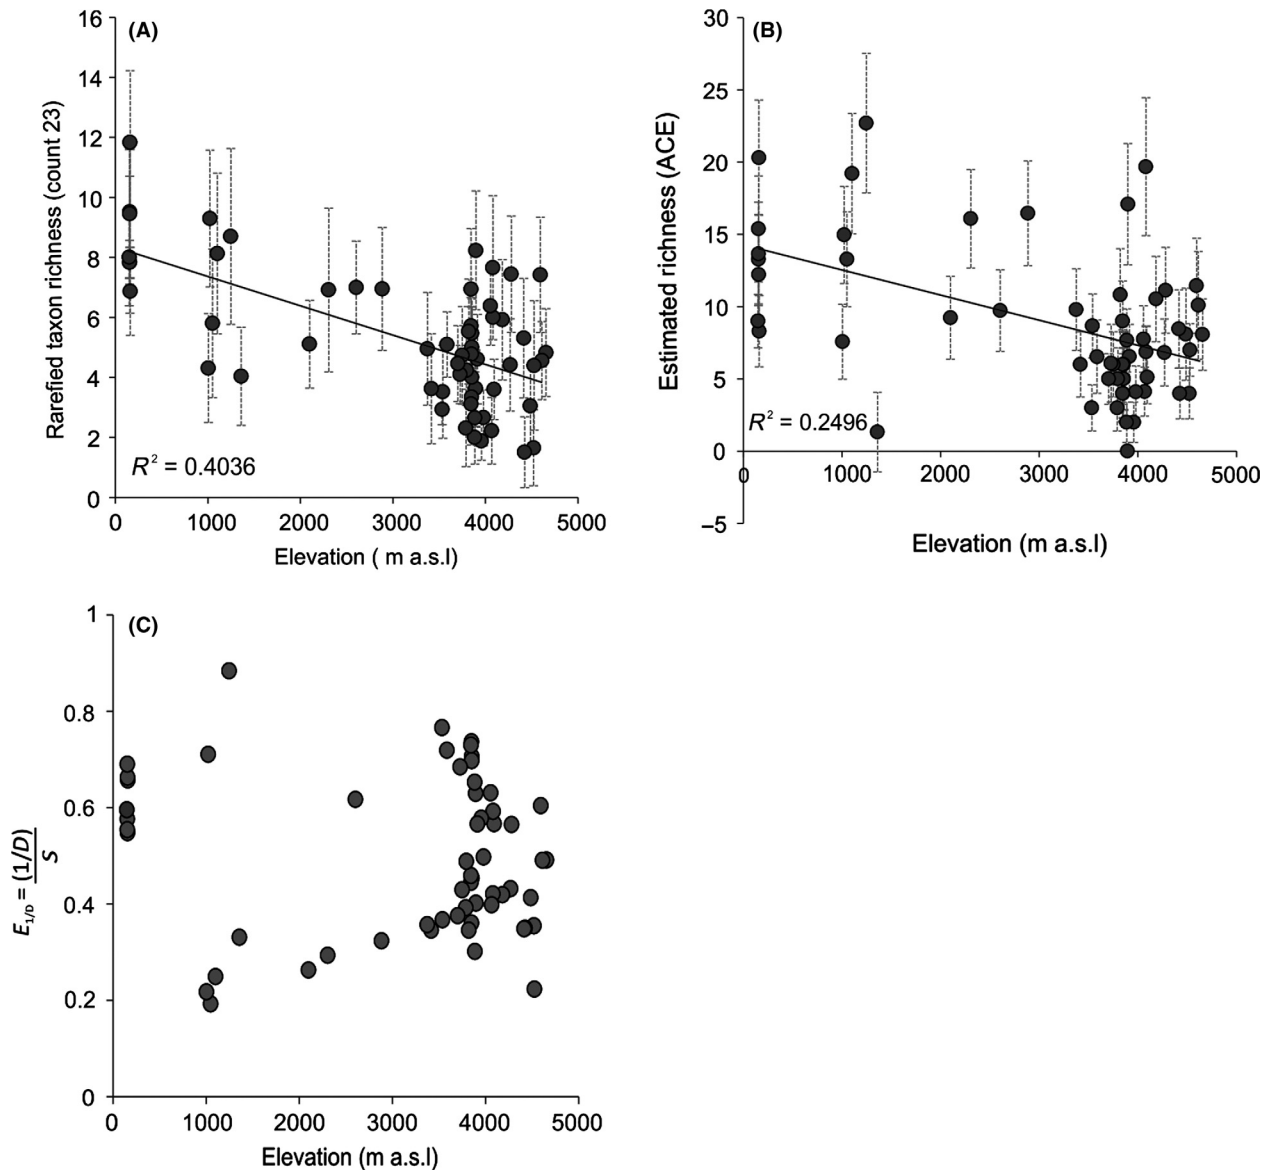 (A)
16
14
12
10
8
6
4
2
0
Rarefied taxon richness (count 23)
R² = 0.4036
0 1000 2000 3000 4000 5000
Elevation ( m a.s.l)
(B)
30
25
20
15
10
5
0
–5
Estimated richness (ACE)
R² = 0.2496
0 1000 2000 3000 4000 5000
Elevation (m a.s.l)
(C)
1
0.8
0.6
0.4
0.2
0
E1/D = (1/D)
S
0 1000 2000 3000 4000 5000
Elevation (m a.s.l)